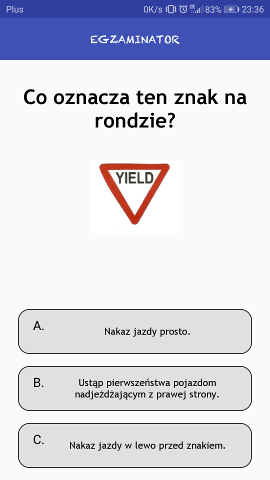 Plus 0K/s 83% 23:36
EGZAMINATOR
Co oznacza ten znak na
rondzie?
YIELD
A.
Nakaz jazdy prosto.
B.
Ustąp pierwszeństwa pojazdom
nadjeżdżającym z prawej strony.
C.
Nakaz jazdy w lewo przed znakiem.